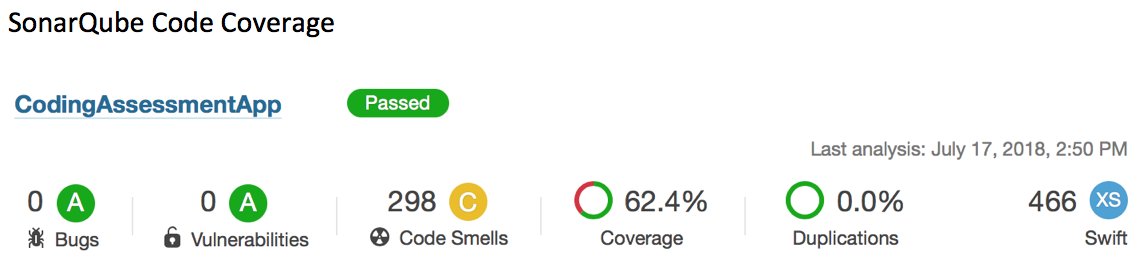 SonarQube Code Coverage
CodingAssessmentApp Passed
Last analysis: July 17, 2018, 2:50 PM
0 A 0 A 298 C 62.4% 0.0% 466 XS
Bugs Vulnerabilities Code Smells Coverage Duplications Swift